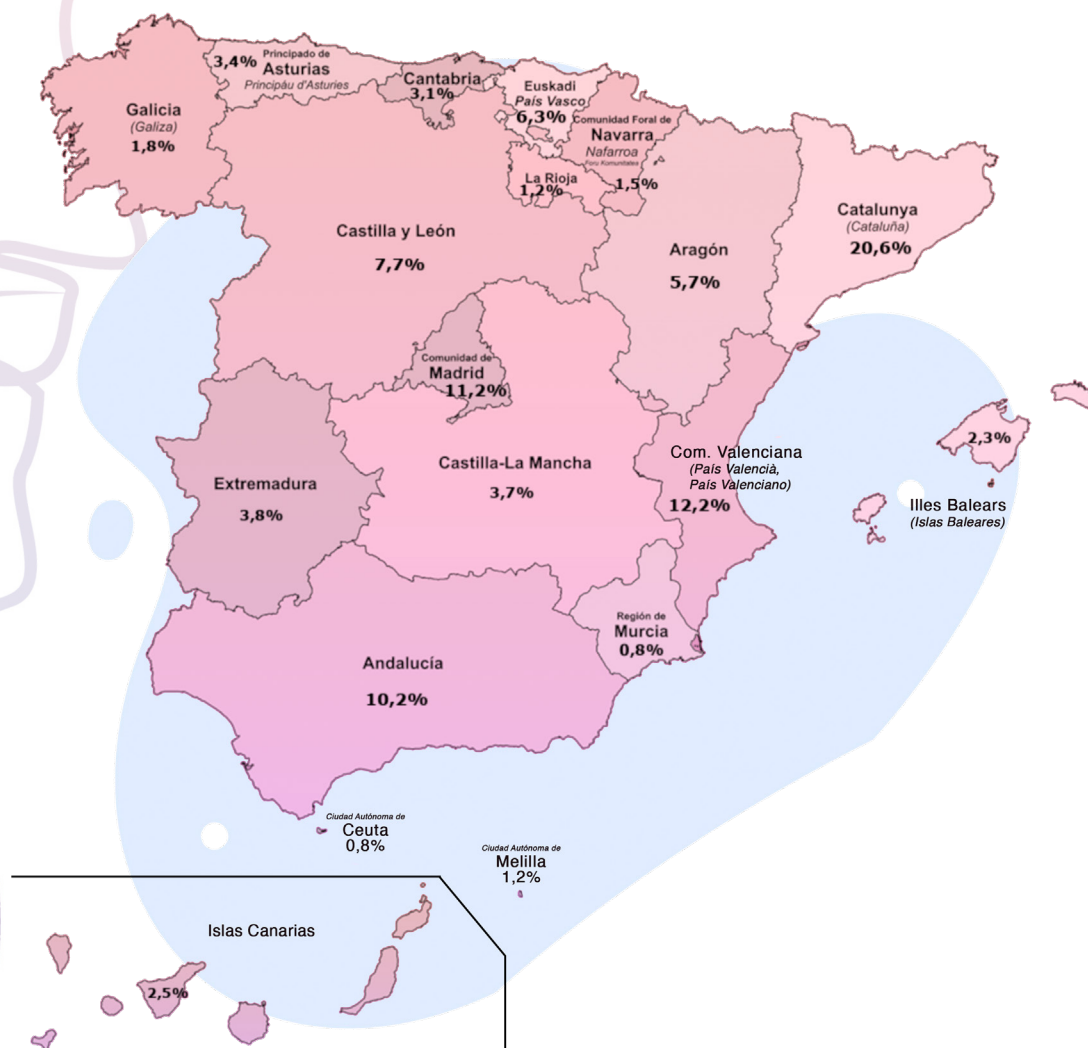 Principado de
3,4%
Asturias
Principáu d'Asturies
Cantabria
3,1%
Euskadi
País Vasco
6,3%
Galicia
(Galiza)
1,8%
Comunidad Foral de
Navarra
Nafarroa
Foru Komunitatea
1,5%
La Rioja
1,2%
Castilla y León
7,7%
Aragón
5,7%
Catalunya
(Cataluña)
20,6%
Comunidad de
Madrid
11,2%
Castilla-La Mancha
3,7%
Com. Valenciana
(País Valencià,
País Valenciano)
12,2%
2,3%
Illes Balears
(Islas Baleares)
Extremadura
3,8%
Región de
Murcia
0,8%
Andalucía
10,2%
Ciudad Autónoma de
Ceuta
0,8%
Ciudad Autónoma de
Melilla
1,2%
Islas Canarias
2,5%